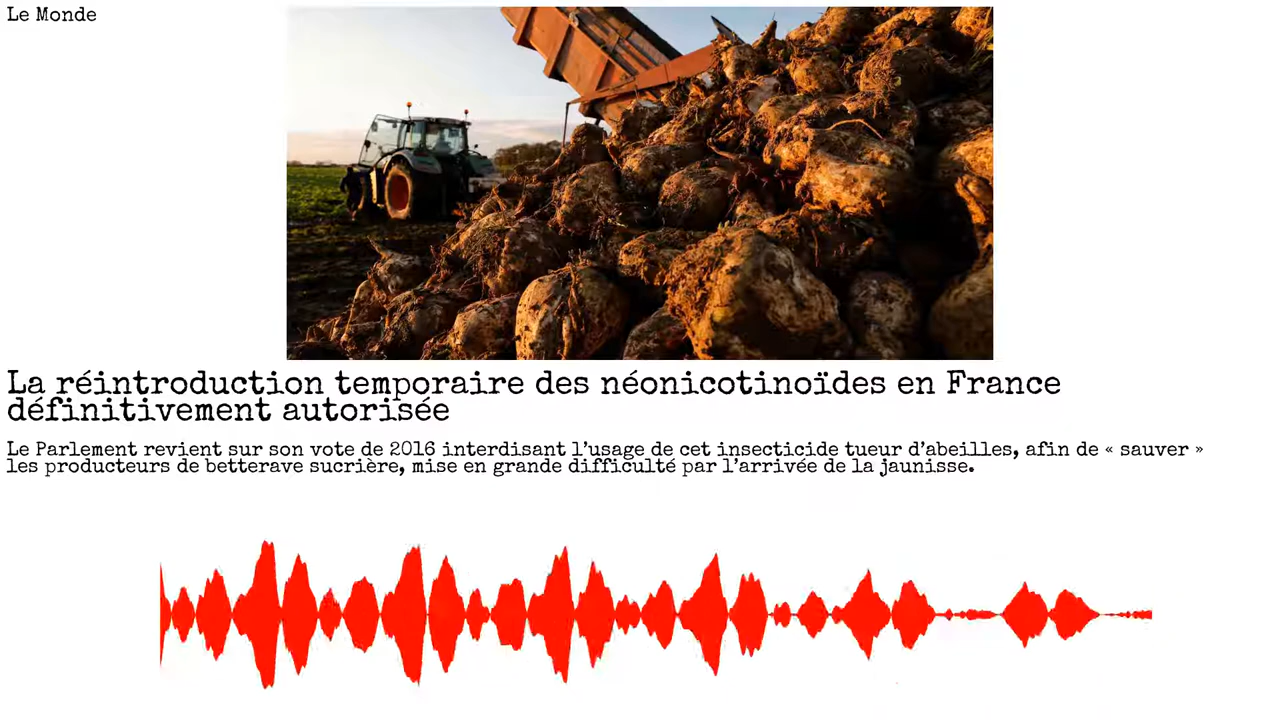 Le Monde
La réintroduction temporaire des néonicotinoïdes en France
définitivement autorisée
Le Parlement revient sur son vote de 2016 interdisant l’usage de cet insecticide tueur d’abeilles, afin de « sauver »
les producteurs de betterave sucrière, mise en grande difficulté par l’arrivée de la jaunisse.